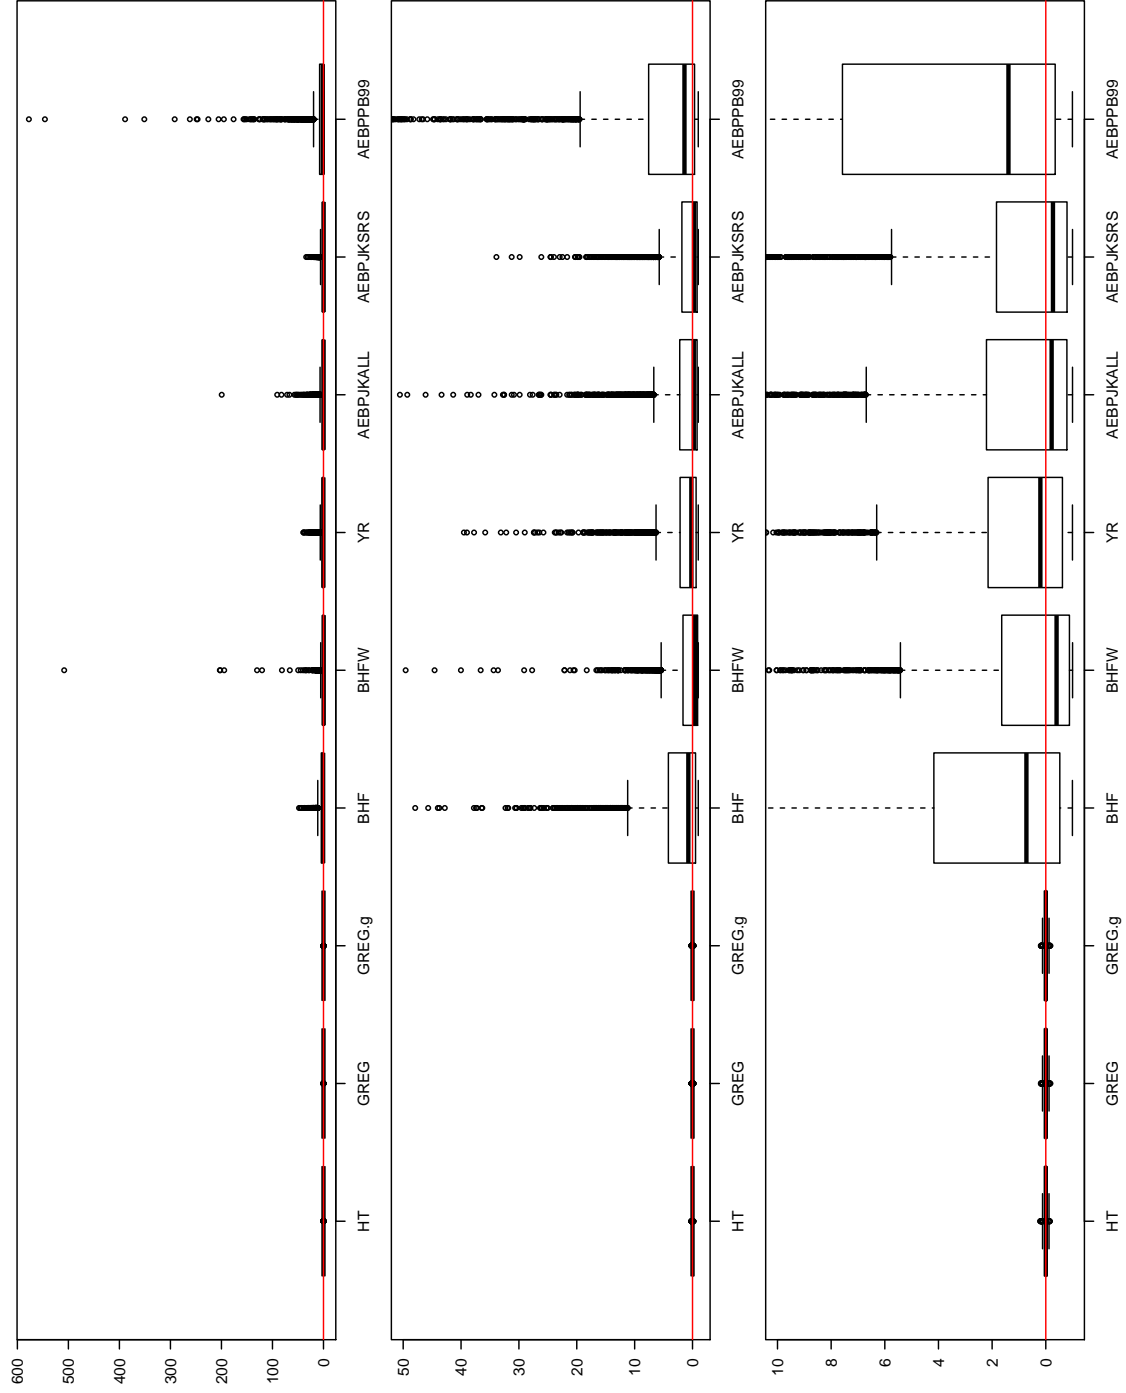 0 100 200 300 400 500 600
HT GREG GREG.g BHF BHFW YR AEBPJKALL AEBPJKSRS AEBPPB99
0 10 20 30 40 50
HT GREG GREG.g BHF BHFW YR AEBPJKALL AEBPJKSRS AEBPPB99
0 2 4 6 8 10
HT GREG GREG.g BHF BHFW YR AEBPJKALL AEBPJKSRS AEBPPB99